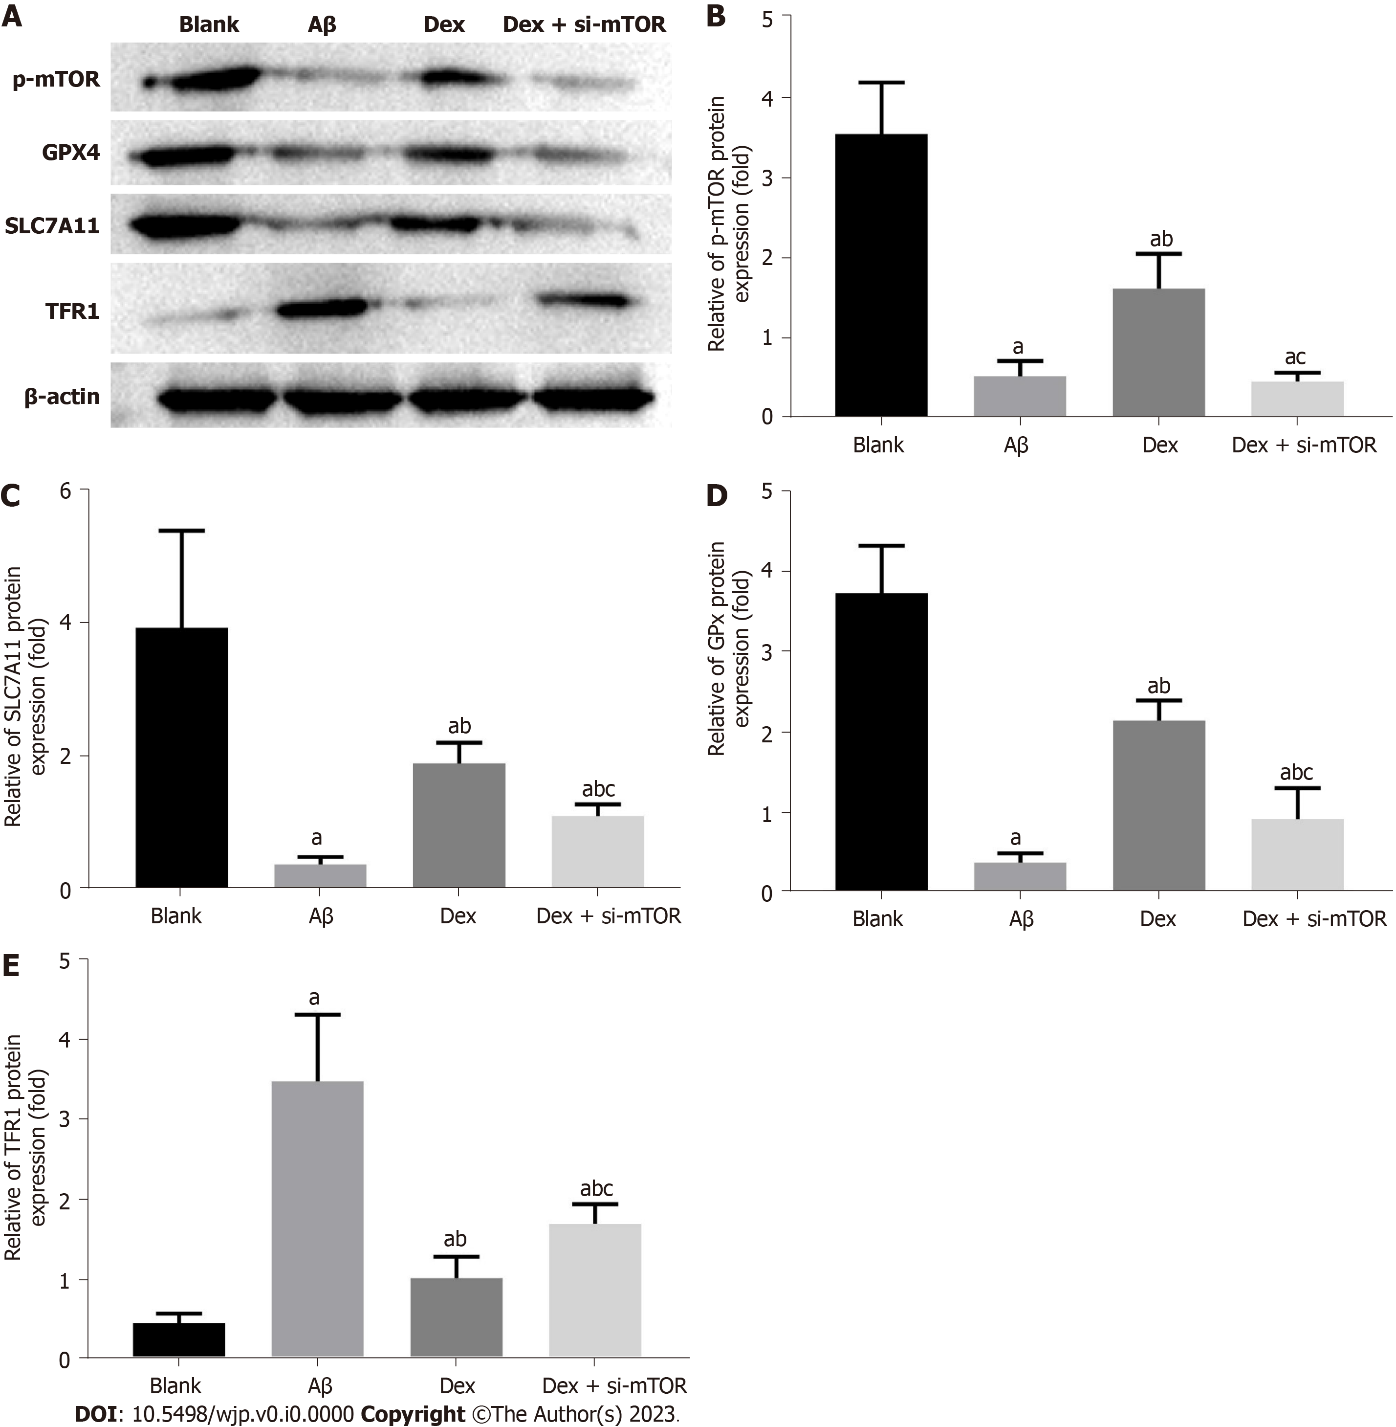 A
Blank Aβ Dex Dex + si-mTOR
p-mTOR
GPX4
SLC7A11
TFR1
β-actin
B
Relative of p-mTOR protein
expression (fold)
5
4
3
2
1
0
a
ab
ac
Blank Aβ Dex Dex + si-mTOR
C
Relative of SLC7A11 protein
expression (fold)
6
4
2
0
a
ab
abc
Blank Aβ Dex Dex + si-mTOR
D
Relative of GPx protein
expression (fold)
5
4
3
2
1
0
a
ab
abc
Blank Aβ Dex Dex + si-mTOR
E
Relative of TFR1 protein
expression (fold)
5
4
3
2
1
0
a
ab
abc
Blank Aβ Dex Dex + si-mTOR
DOI: 10.5498/wjp.v0.i0.0000 Copyright ©The Author(s) 2023.